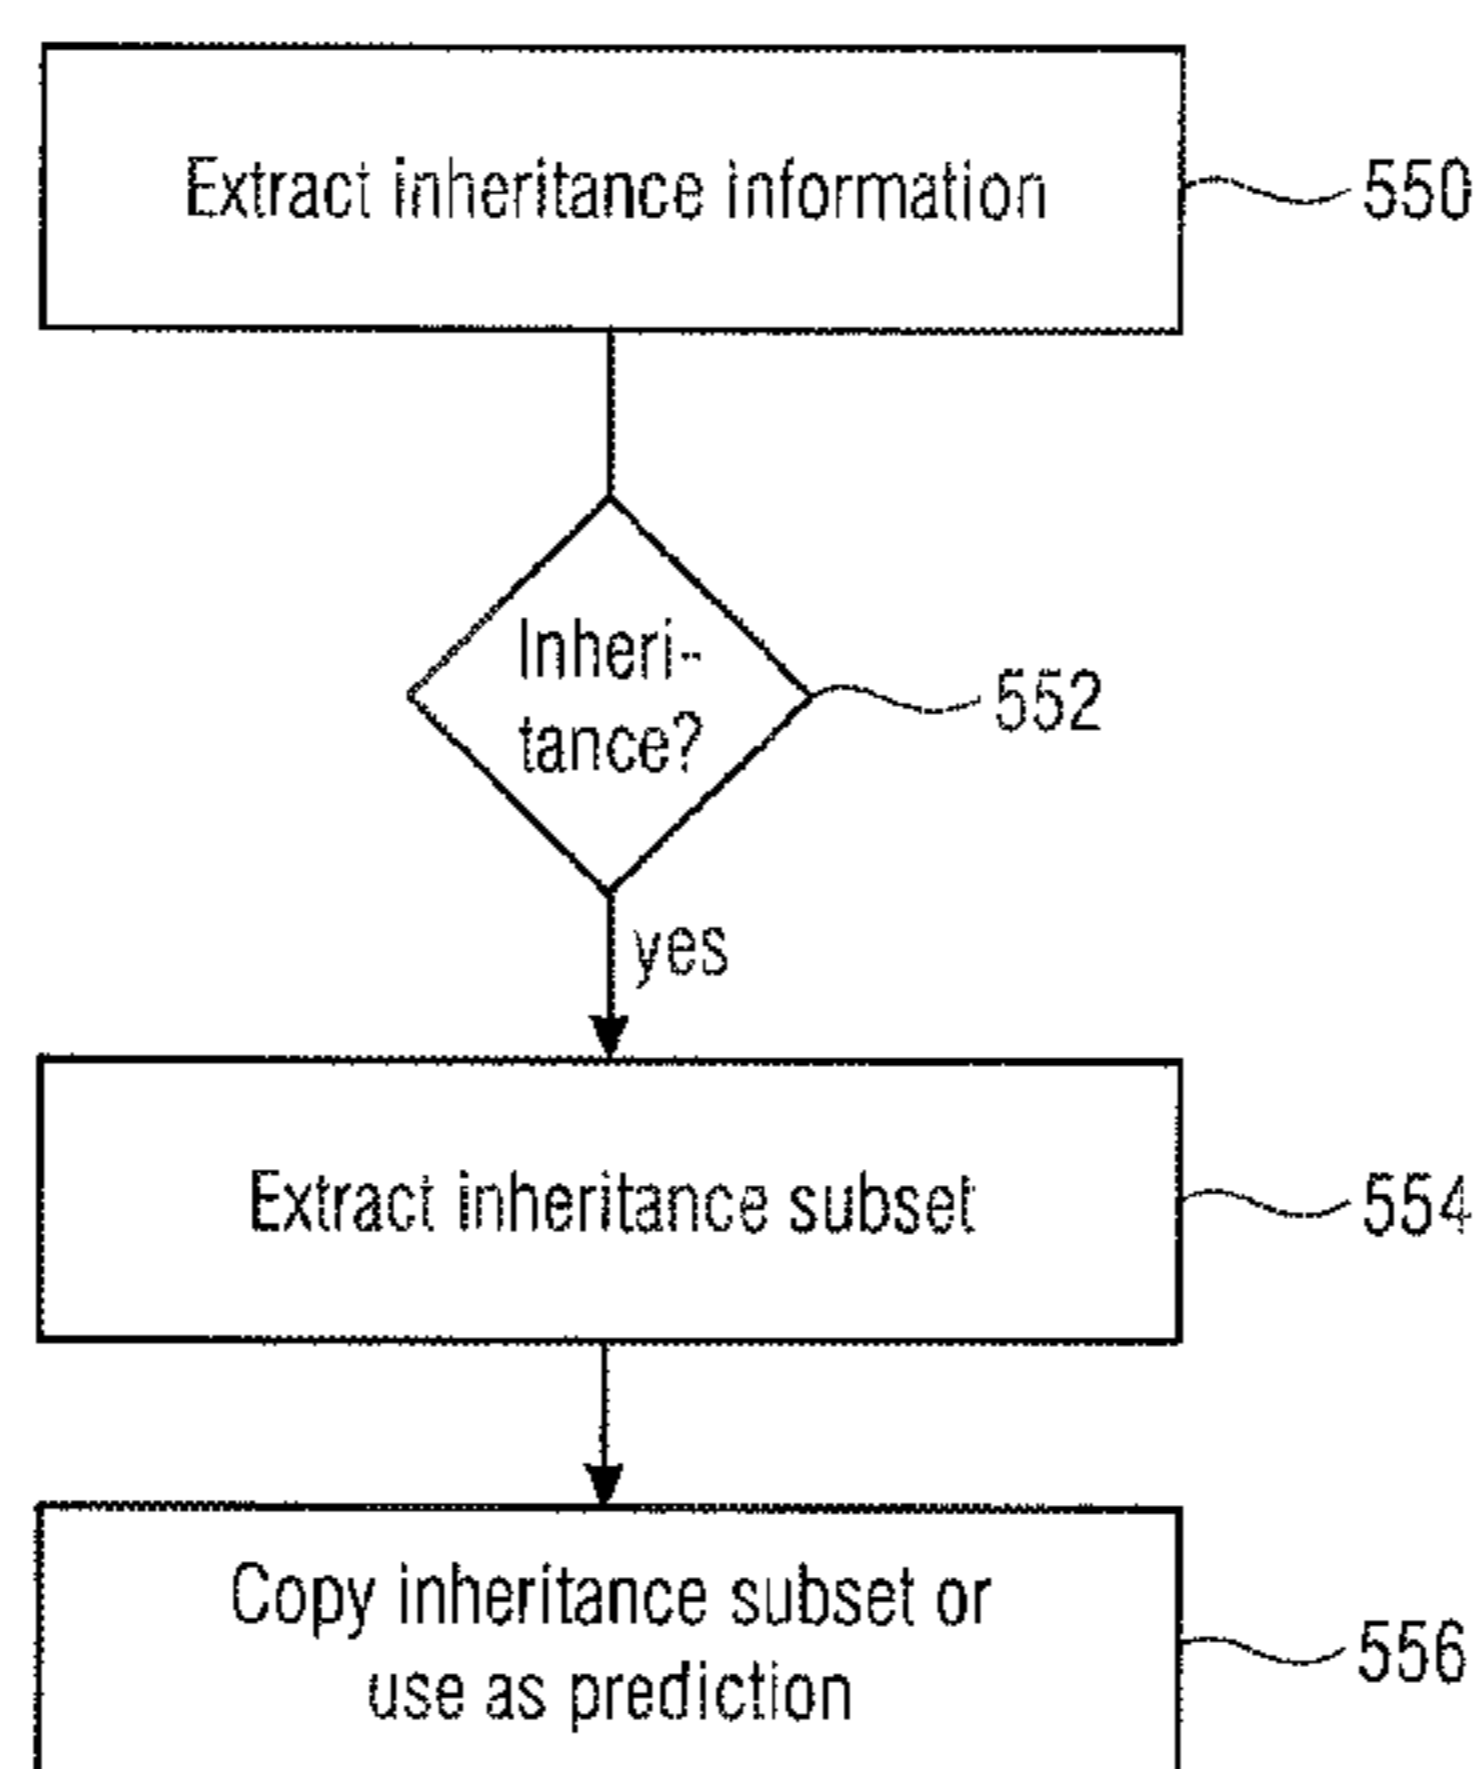 Extract inheritance information
550
Inheri-
tance?
552
yes
Extract inheritance subset
554
Copy inheritance subset or
use as prediction
556